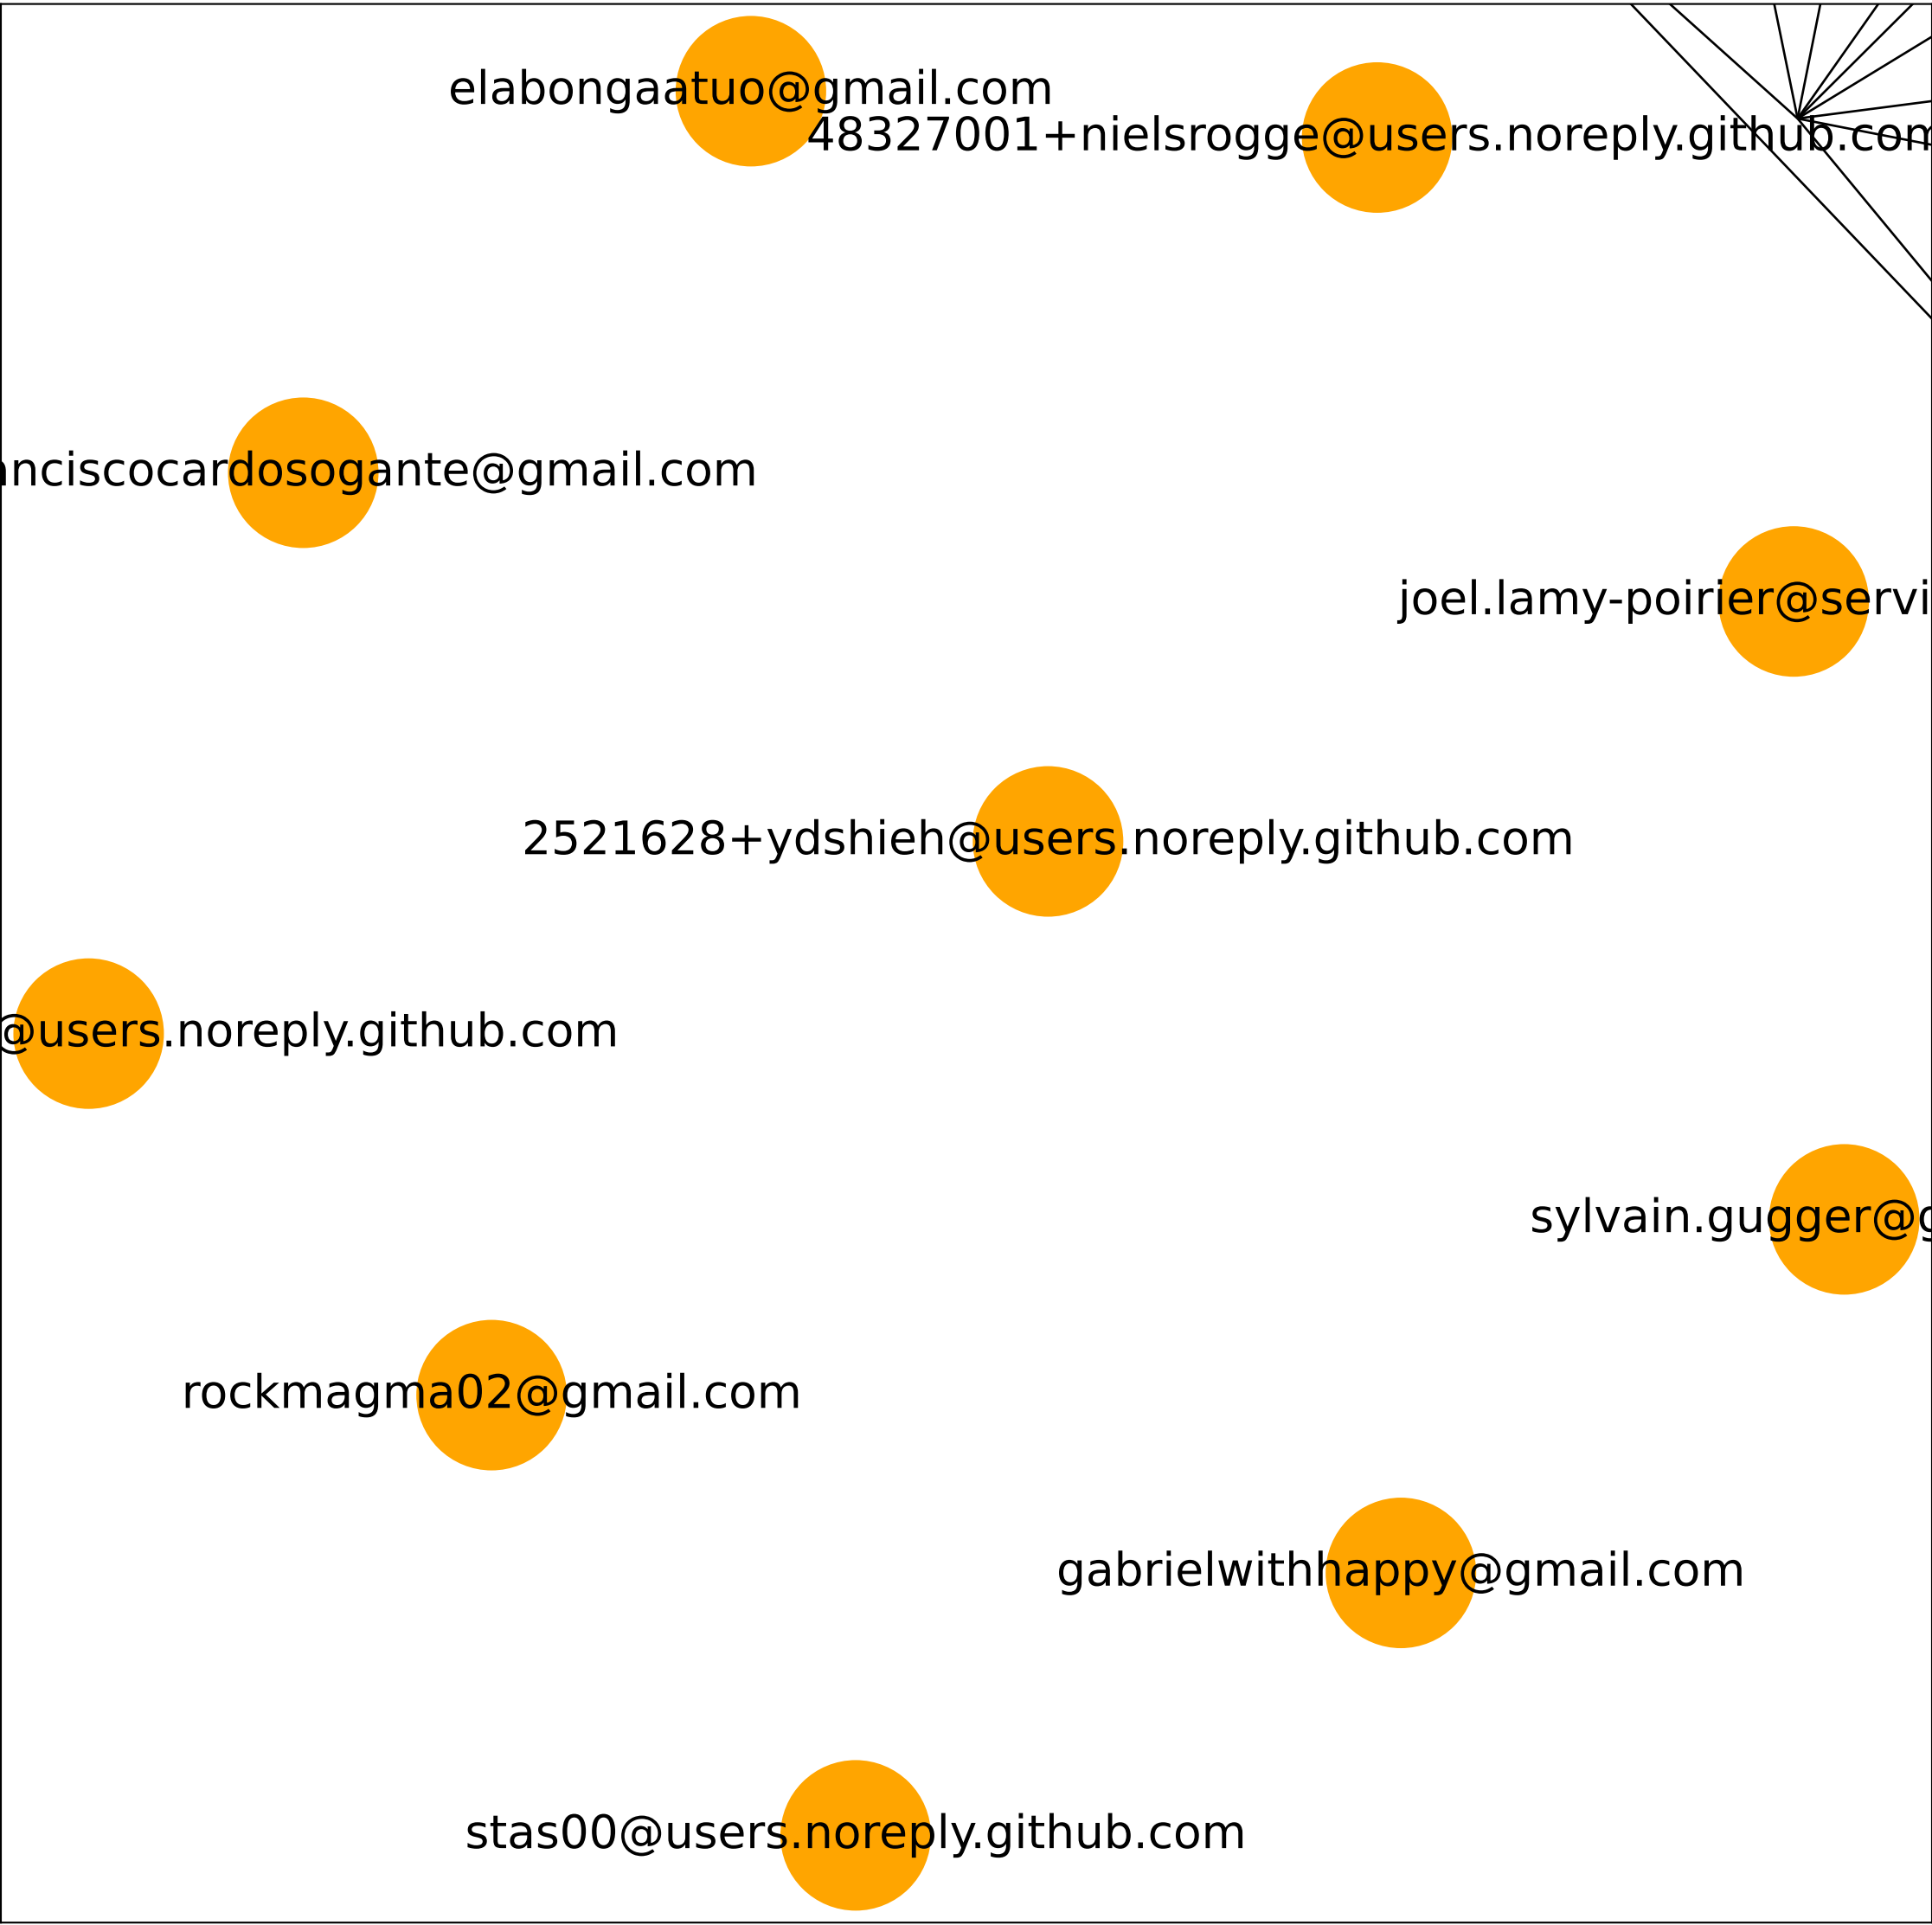 elabongaatuo@gmail.com
48327001+nielsrogge@users.noreply.github.com
nciscocardosogante@gmail.com
joel.lamy-poirier@servi
2521628+ydshieh@users.noreply.github.com
@users.noreply.github.com
sylvain.gugger@g
rockmagma02@gmail.com
gabrielwithhappy@gmail.com
stas00@users.noreply.github.com